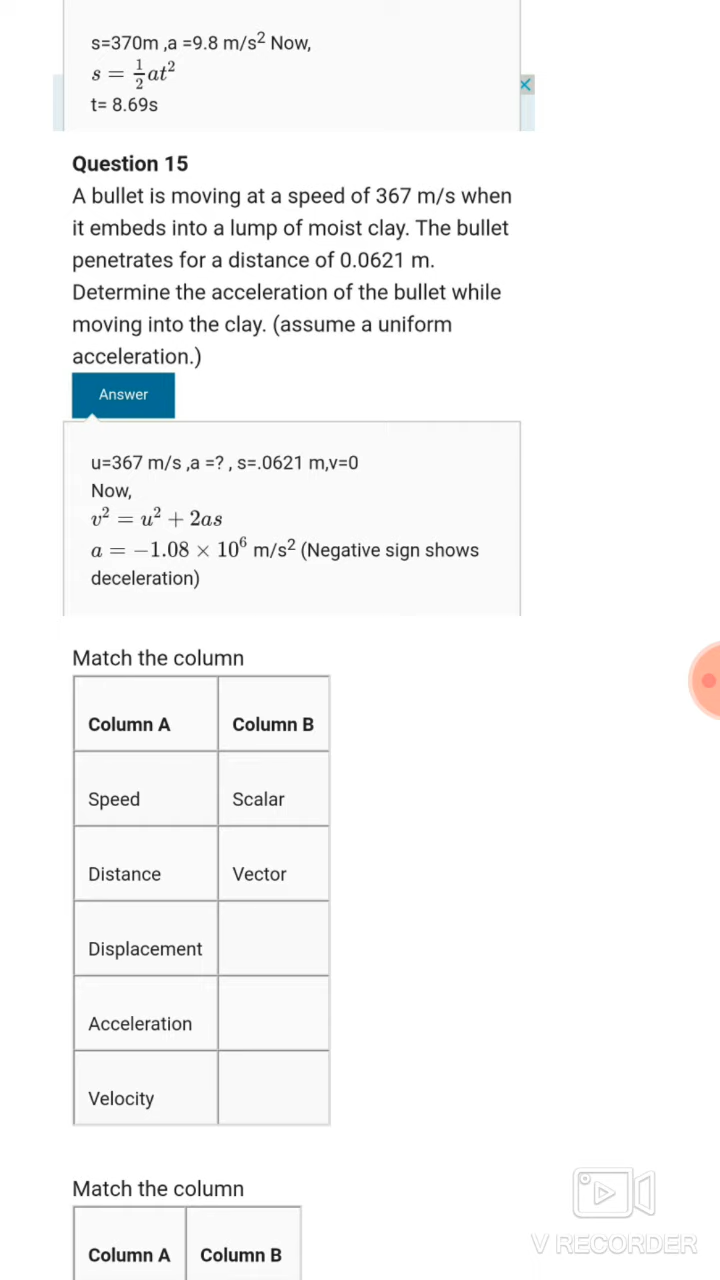 s=370m ,a =9.8 m/s² Now,
s = ½at²
t= 8.69s
Question 15
A bullet is moving at a speed of 367 m/s when
it embeds into a lump of moist clay. The bullet
penetrates for a distance of 0.0621 m.
Determine the acceleration of the bullet while
moving into the clay. (assume a uniform
acceleration.)
Answer
u=367 m/s ,a =? , s=.0621 m,v=0
Now,
v² = u² + 2as
a = −1.08 × 10⁶ m/s² (Negative sign shows
deceleration)
Match the column
Column A Column B
Speed Scalar
Distance Vector
Displacement
Acceleration
Velocity
Match the column
Column A Column B
V RECORDER